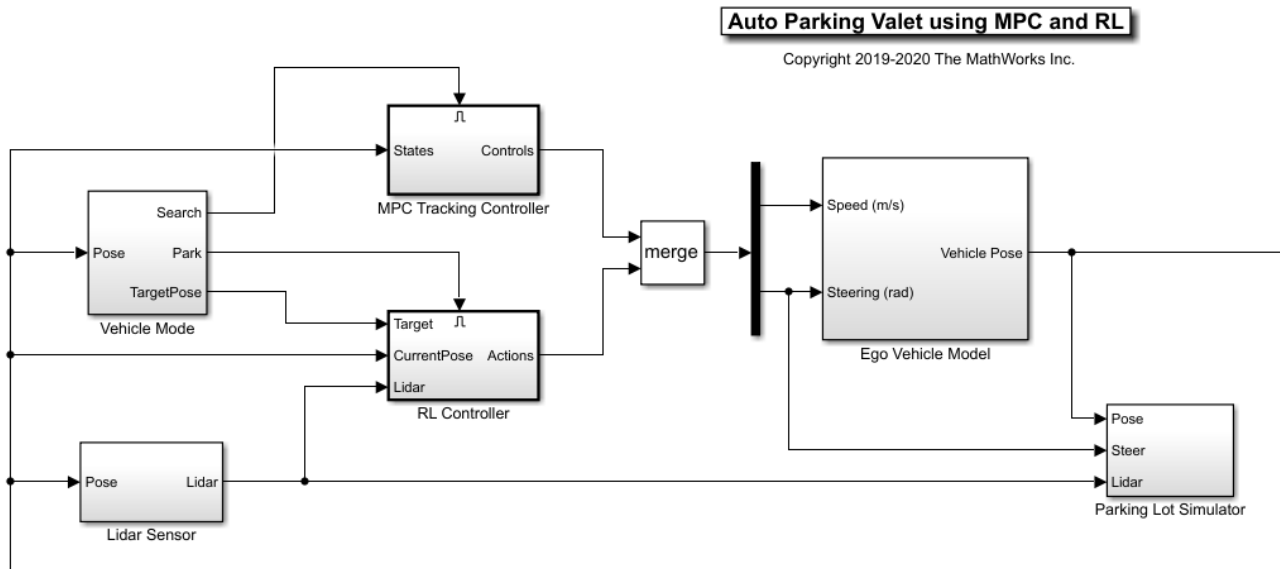 Auto Parking Valet using MPC and RL
Copyright 2019-2020 The MathWorks Inc.
States
Controls
MPC Tracking Controller
Search
Pose
Park
TargetPose
Vehicle Mode
Target
CurrentPose
Actions
Lidar
RL Controller
merge
Speed (m/s)
Vehicle Pose
Steering (rad)
Ego Vehicle Model
Pose
Lidar
Lidar Sensor
Pose
Steer
Lidar
Parking Lot Simulator